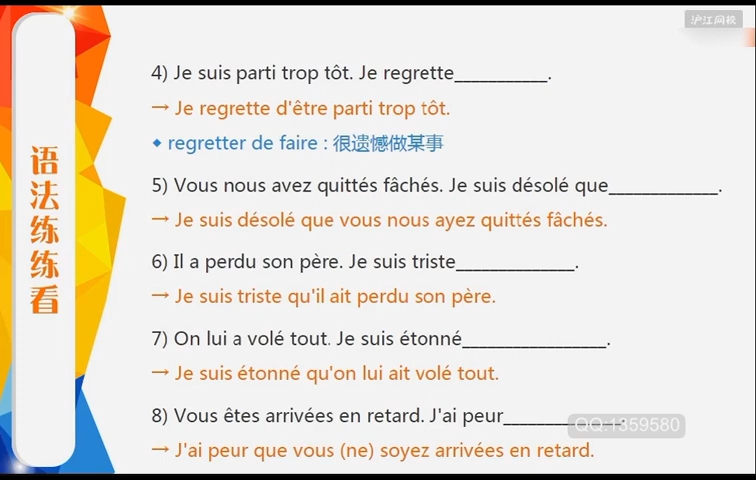 沪江网校
语法练练看
4) Je suis parti trop tôt. Je regrette___________.
→ Je regrette d'être parti trop tôt.
◆ regretter de faire : 很遗憾做某事
5) Vous nous avez quittés fâchés. Je suis désolé que_____________.
→ Je suis désolé que vous nous ayez quittés fâchés.
6) Il a perdu son père. Je suis triste______________.
→ Je suis triste qu'il ait perdu son père.
7) On lui a volé tout. Je suis étonné_________________.
→ Je suis étonné qu'on lui ait volé tout.
8) Vous êtes arrivées en retard. J'ai peur______________.
QQ:1359580
→ J'ai peur que vous (ne) soyez arrivées en retard.